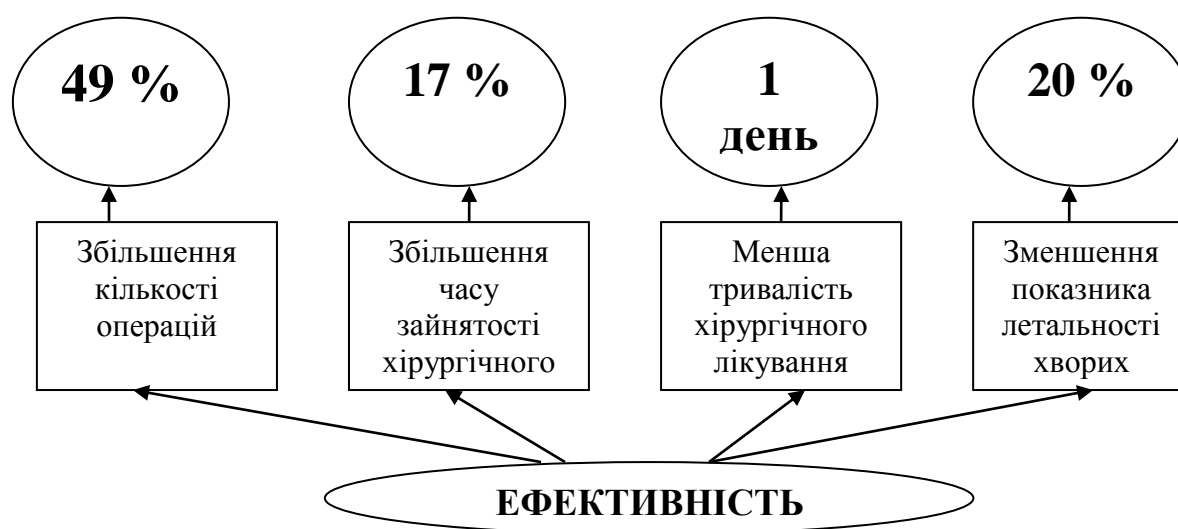 49 %
17 %
1
день
20 %
Збільшення
кількості
операцій
Збільшення
часу
зайнятості
хірургічного
Менша
тривалість
хірургічного
лікування
Зменшення
показника
летальності
хворих
ЕФЕКТИВНІСТЬ